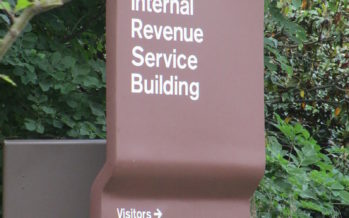 Internal
Revenue
Service
Building
Visitors →